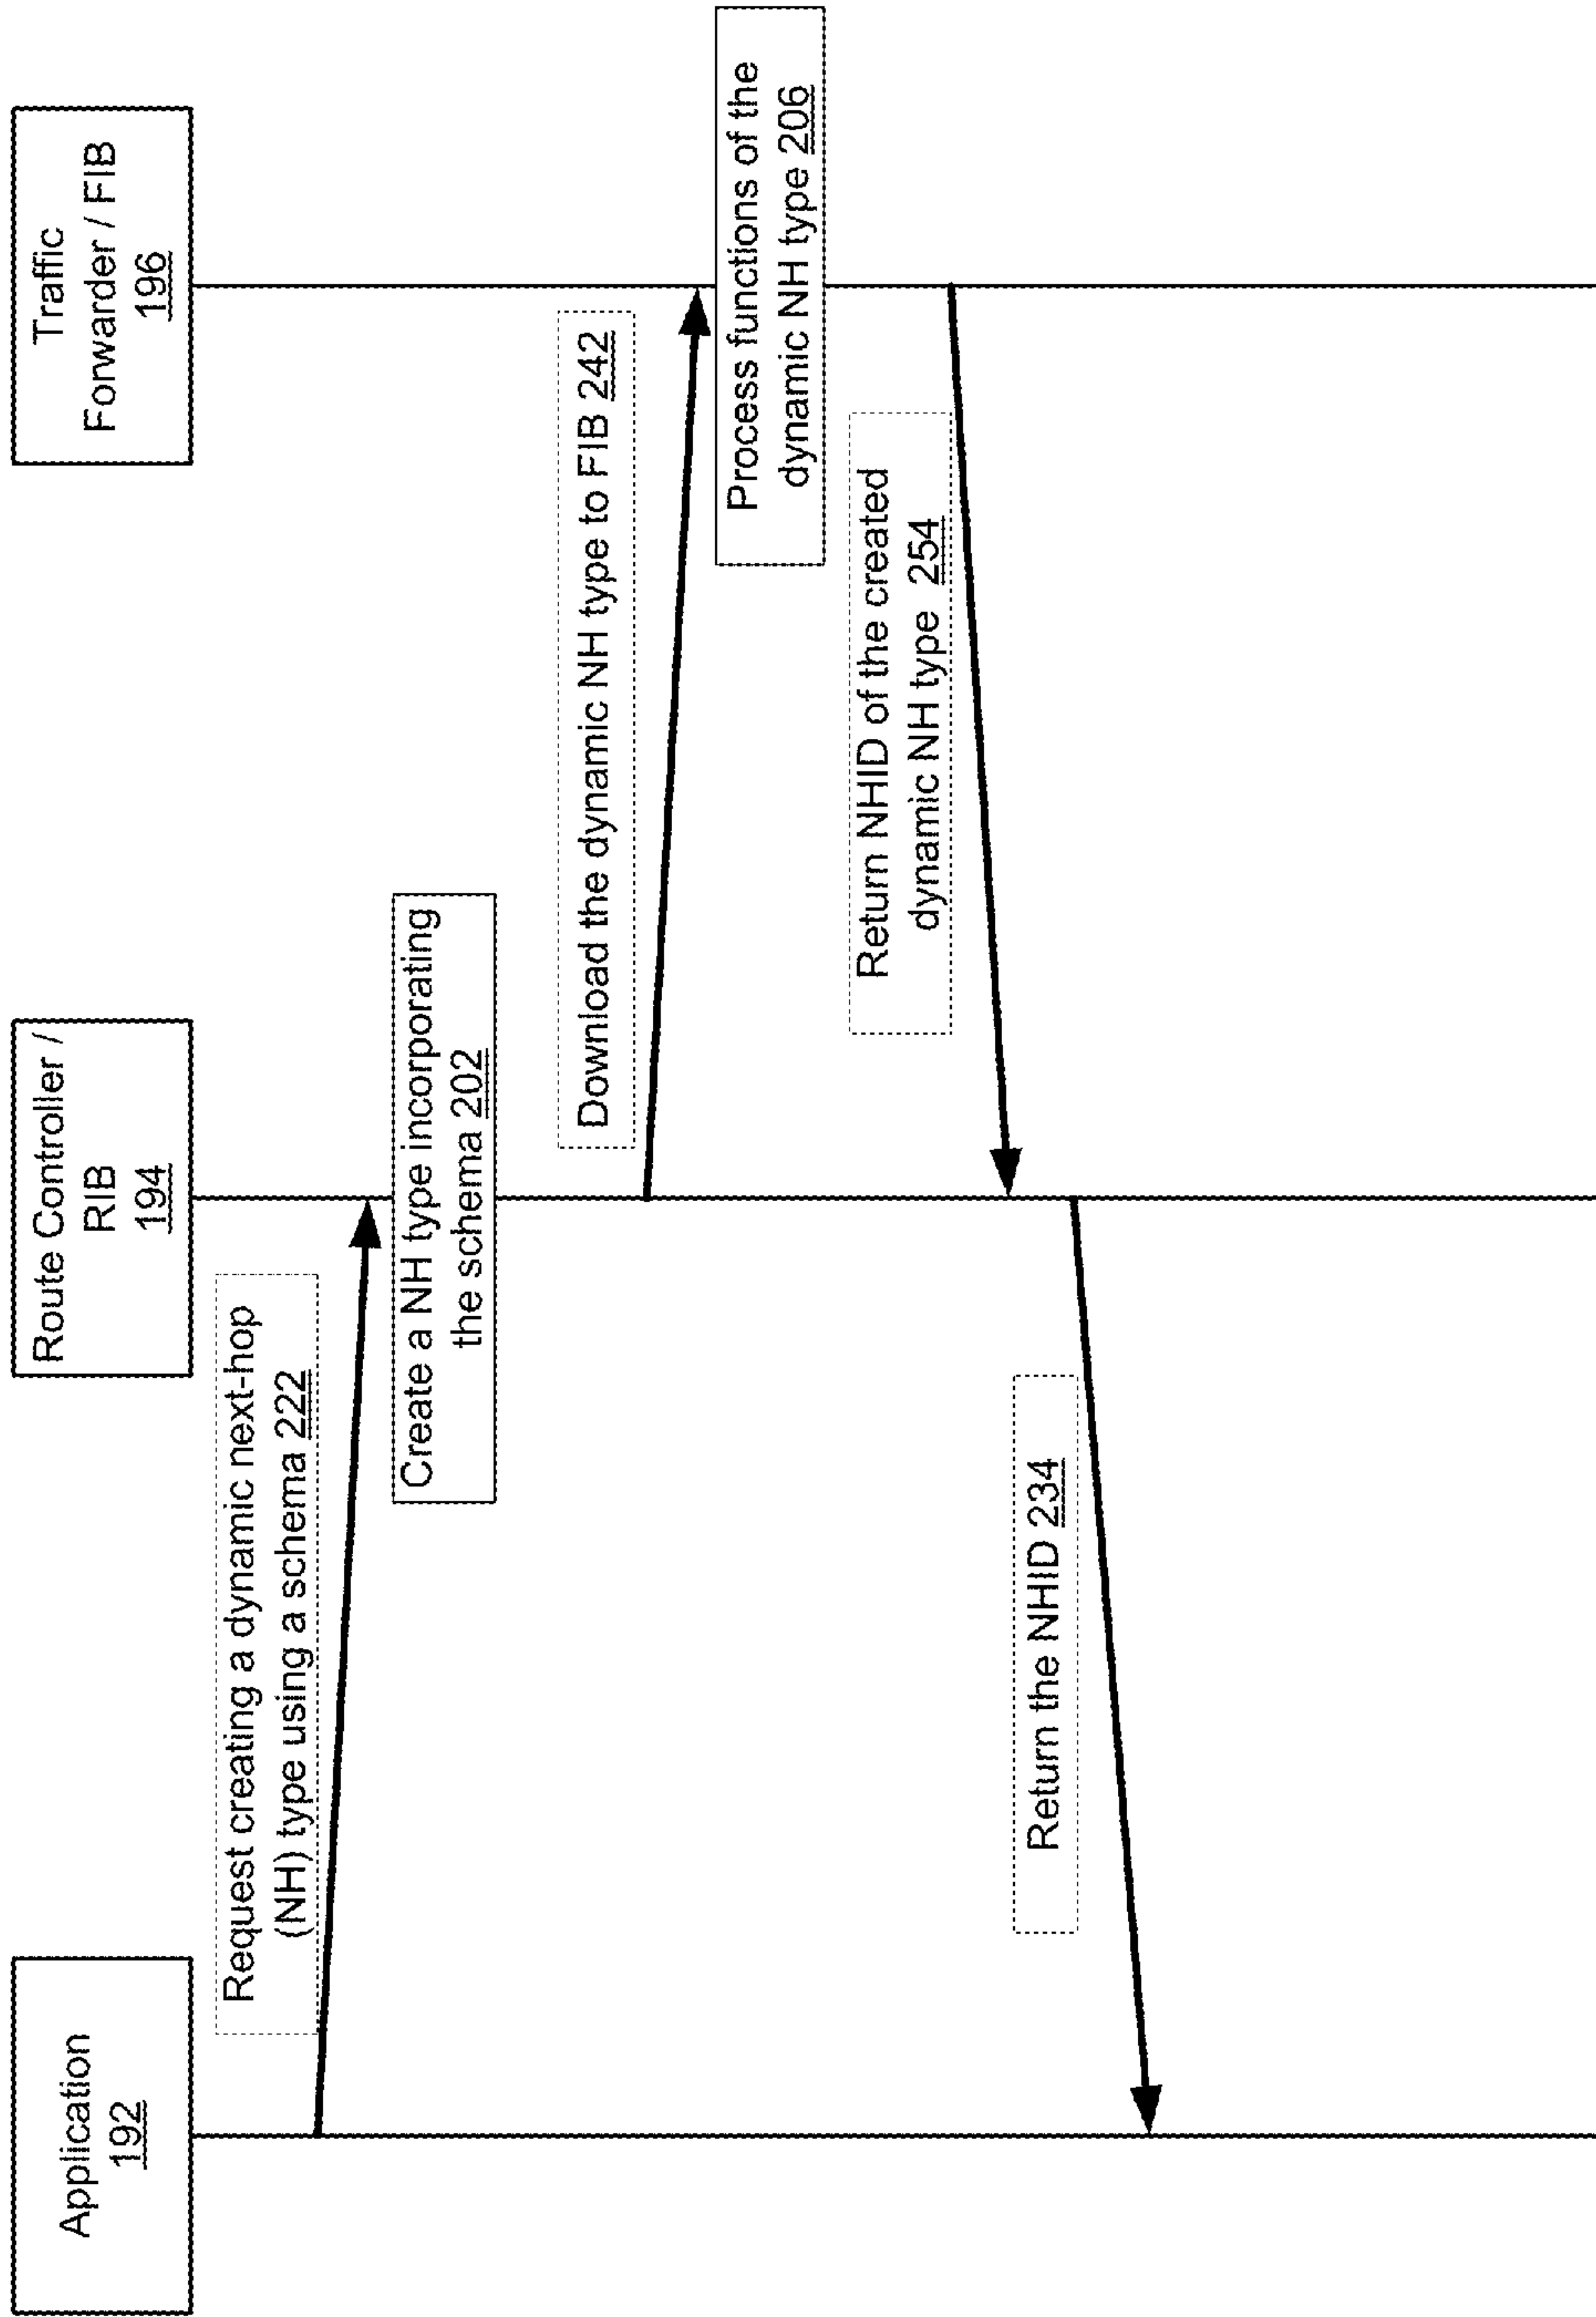 Application
192
Route Controller /
RIB
194
Traffic
Forwarder / FIB
196
Request creating a dynamic next-hop
(NH) type using a schema 222
Create a NH type incorporating
the schema 202
Download the dynamic NH type to FIB 242
Process functions of the
dynamic NH type 206
Return NHID of the created
dynamic NH type 254
Return the NHID 234